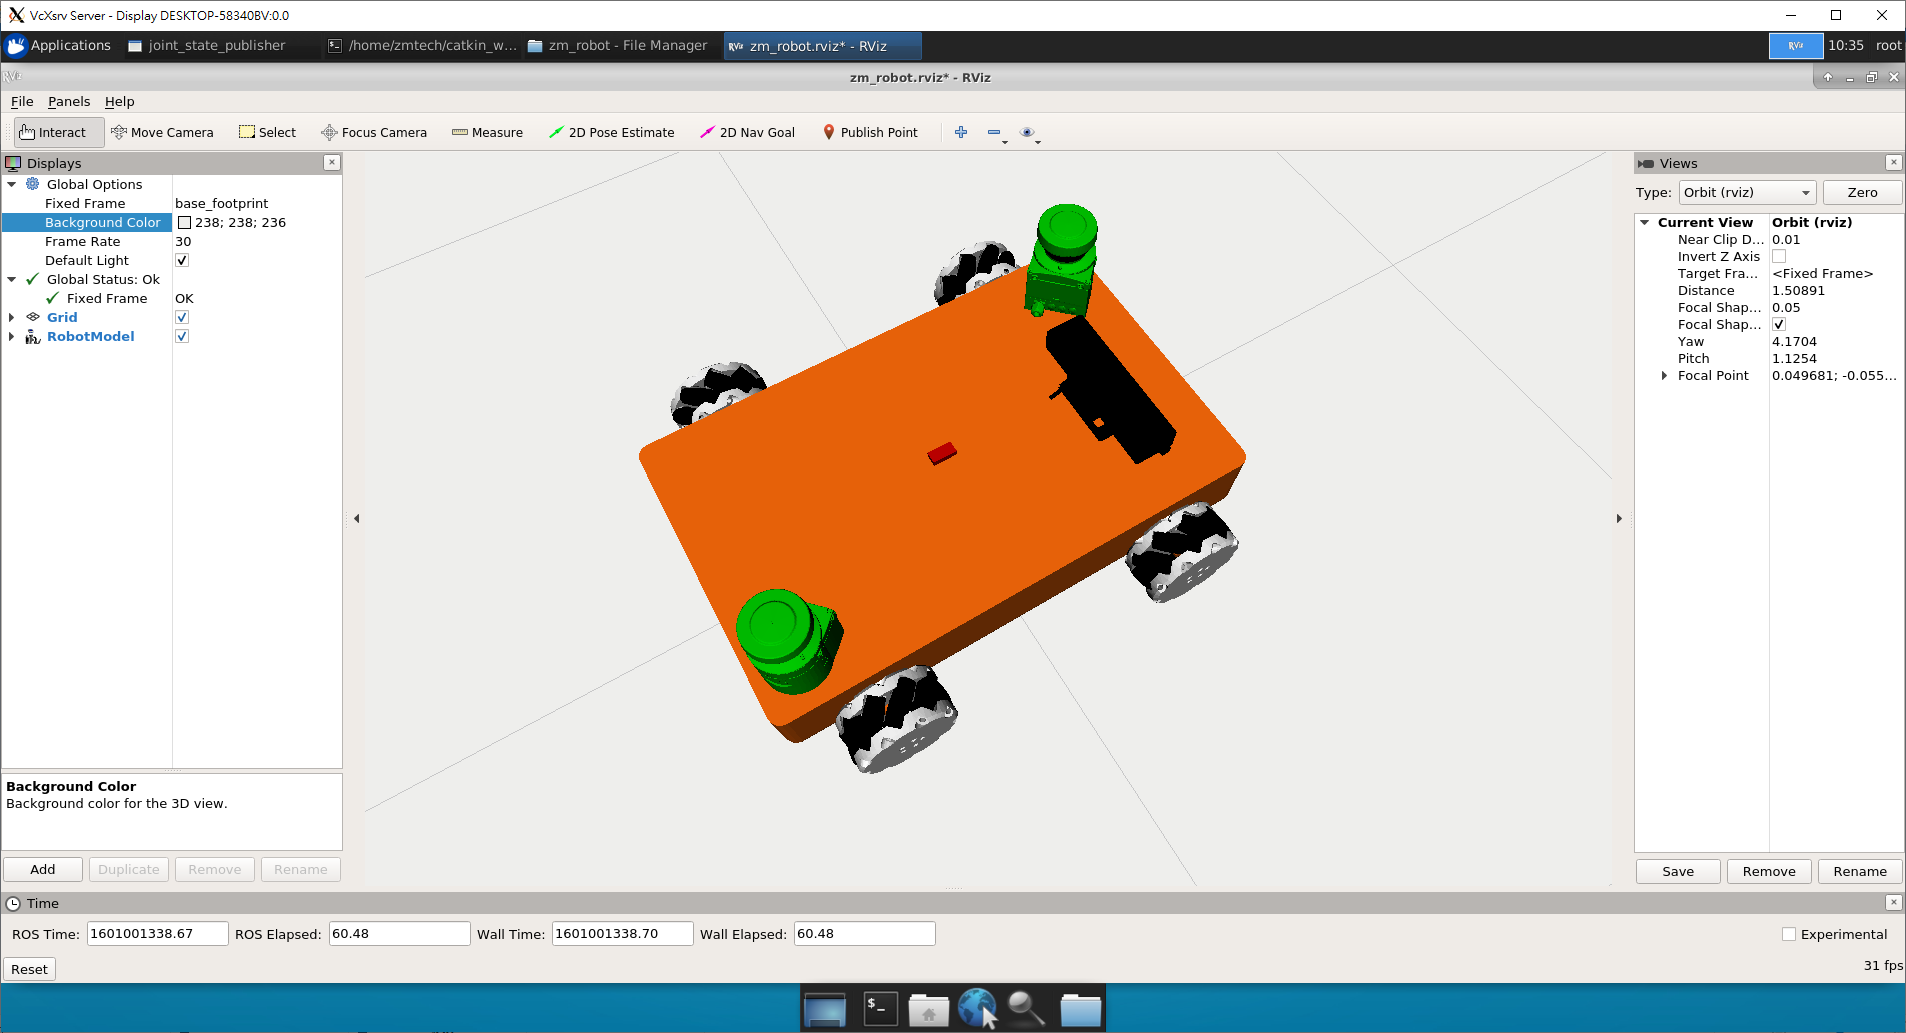 VcXsrv Server - Display DESKTOP-58340BV:0.0
Applications
joint_state_publisher
/home/zmtech/catkin_w...
zm_robot - File Manager
RViz zm_robot.rviz* - RViz
RViz
10:35
root
zm_robot.rviz* - RViz
File Panels Help
Interact
Move Camera
Select
Focus Camera
Measure
2D Pose Estimate
2D Nav Goal
Publish Point
Displays
Global Options
Fixed Frame base_footprint
Background Color 238; 238; 236
Frame Rate 30
Default Light
Global Status: Ok
Fixed Frame OK
Grid
RobotModel
Background Color
Background color for the 3D view.
Add Duplicate Remove Rename
Views
Type: Orbit (rviz) Zero
Current View Orbit (rviz)
Near Clip D... 0.01
Invert Z Axis
Target Fra... <Fixed Frame>
Distance 1.50891
Focal Shap... 0.05
Focal Shap...
Yaw 4.1704
Pitch 1.1254
Focal Point 0.049681; -0.055...
Save Remove Rename
Time
ROS Time: 1601001338.67 ROS Elapsed: 60.48 Wall Time: 1601001338.70 Wall Elapsed: 60.48 Experimental
Reset
31 fps